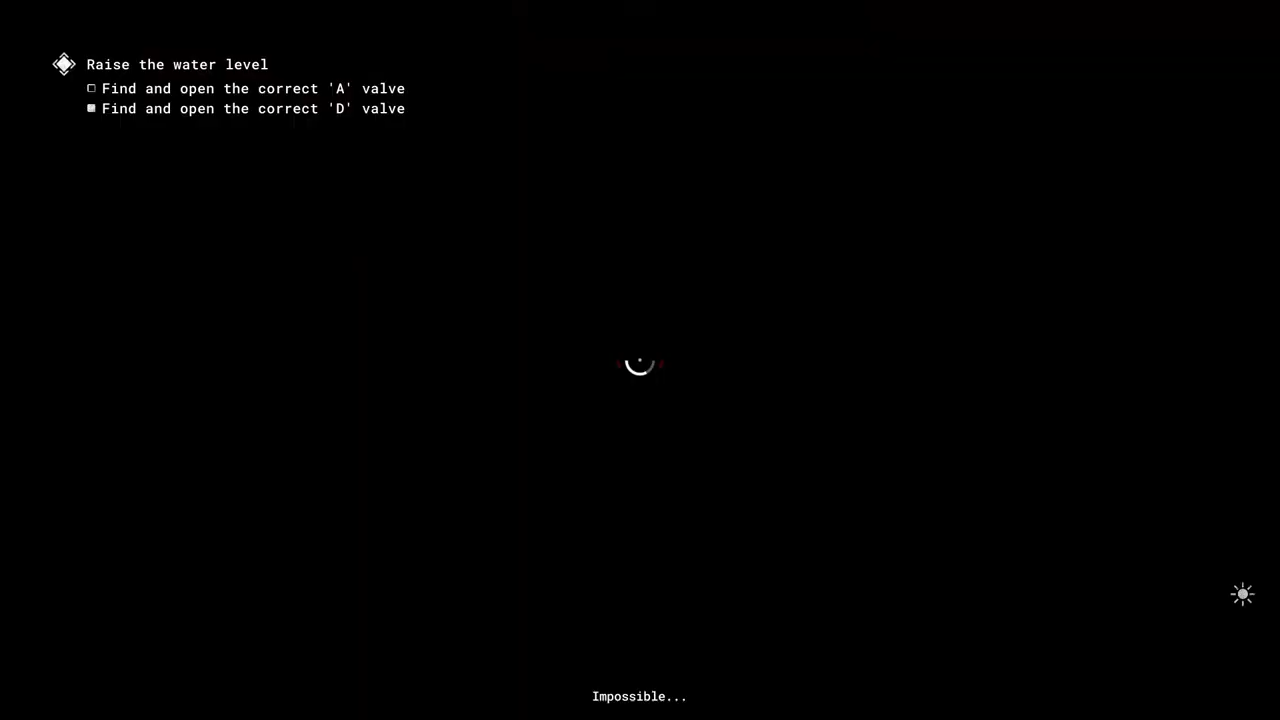 Raise the water level
Find and open the correct 'A' valve
Find and open the correct 'D' valve
Impossible...